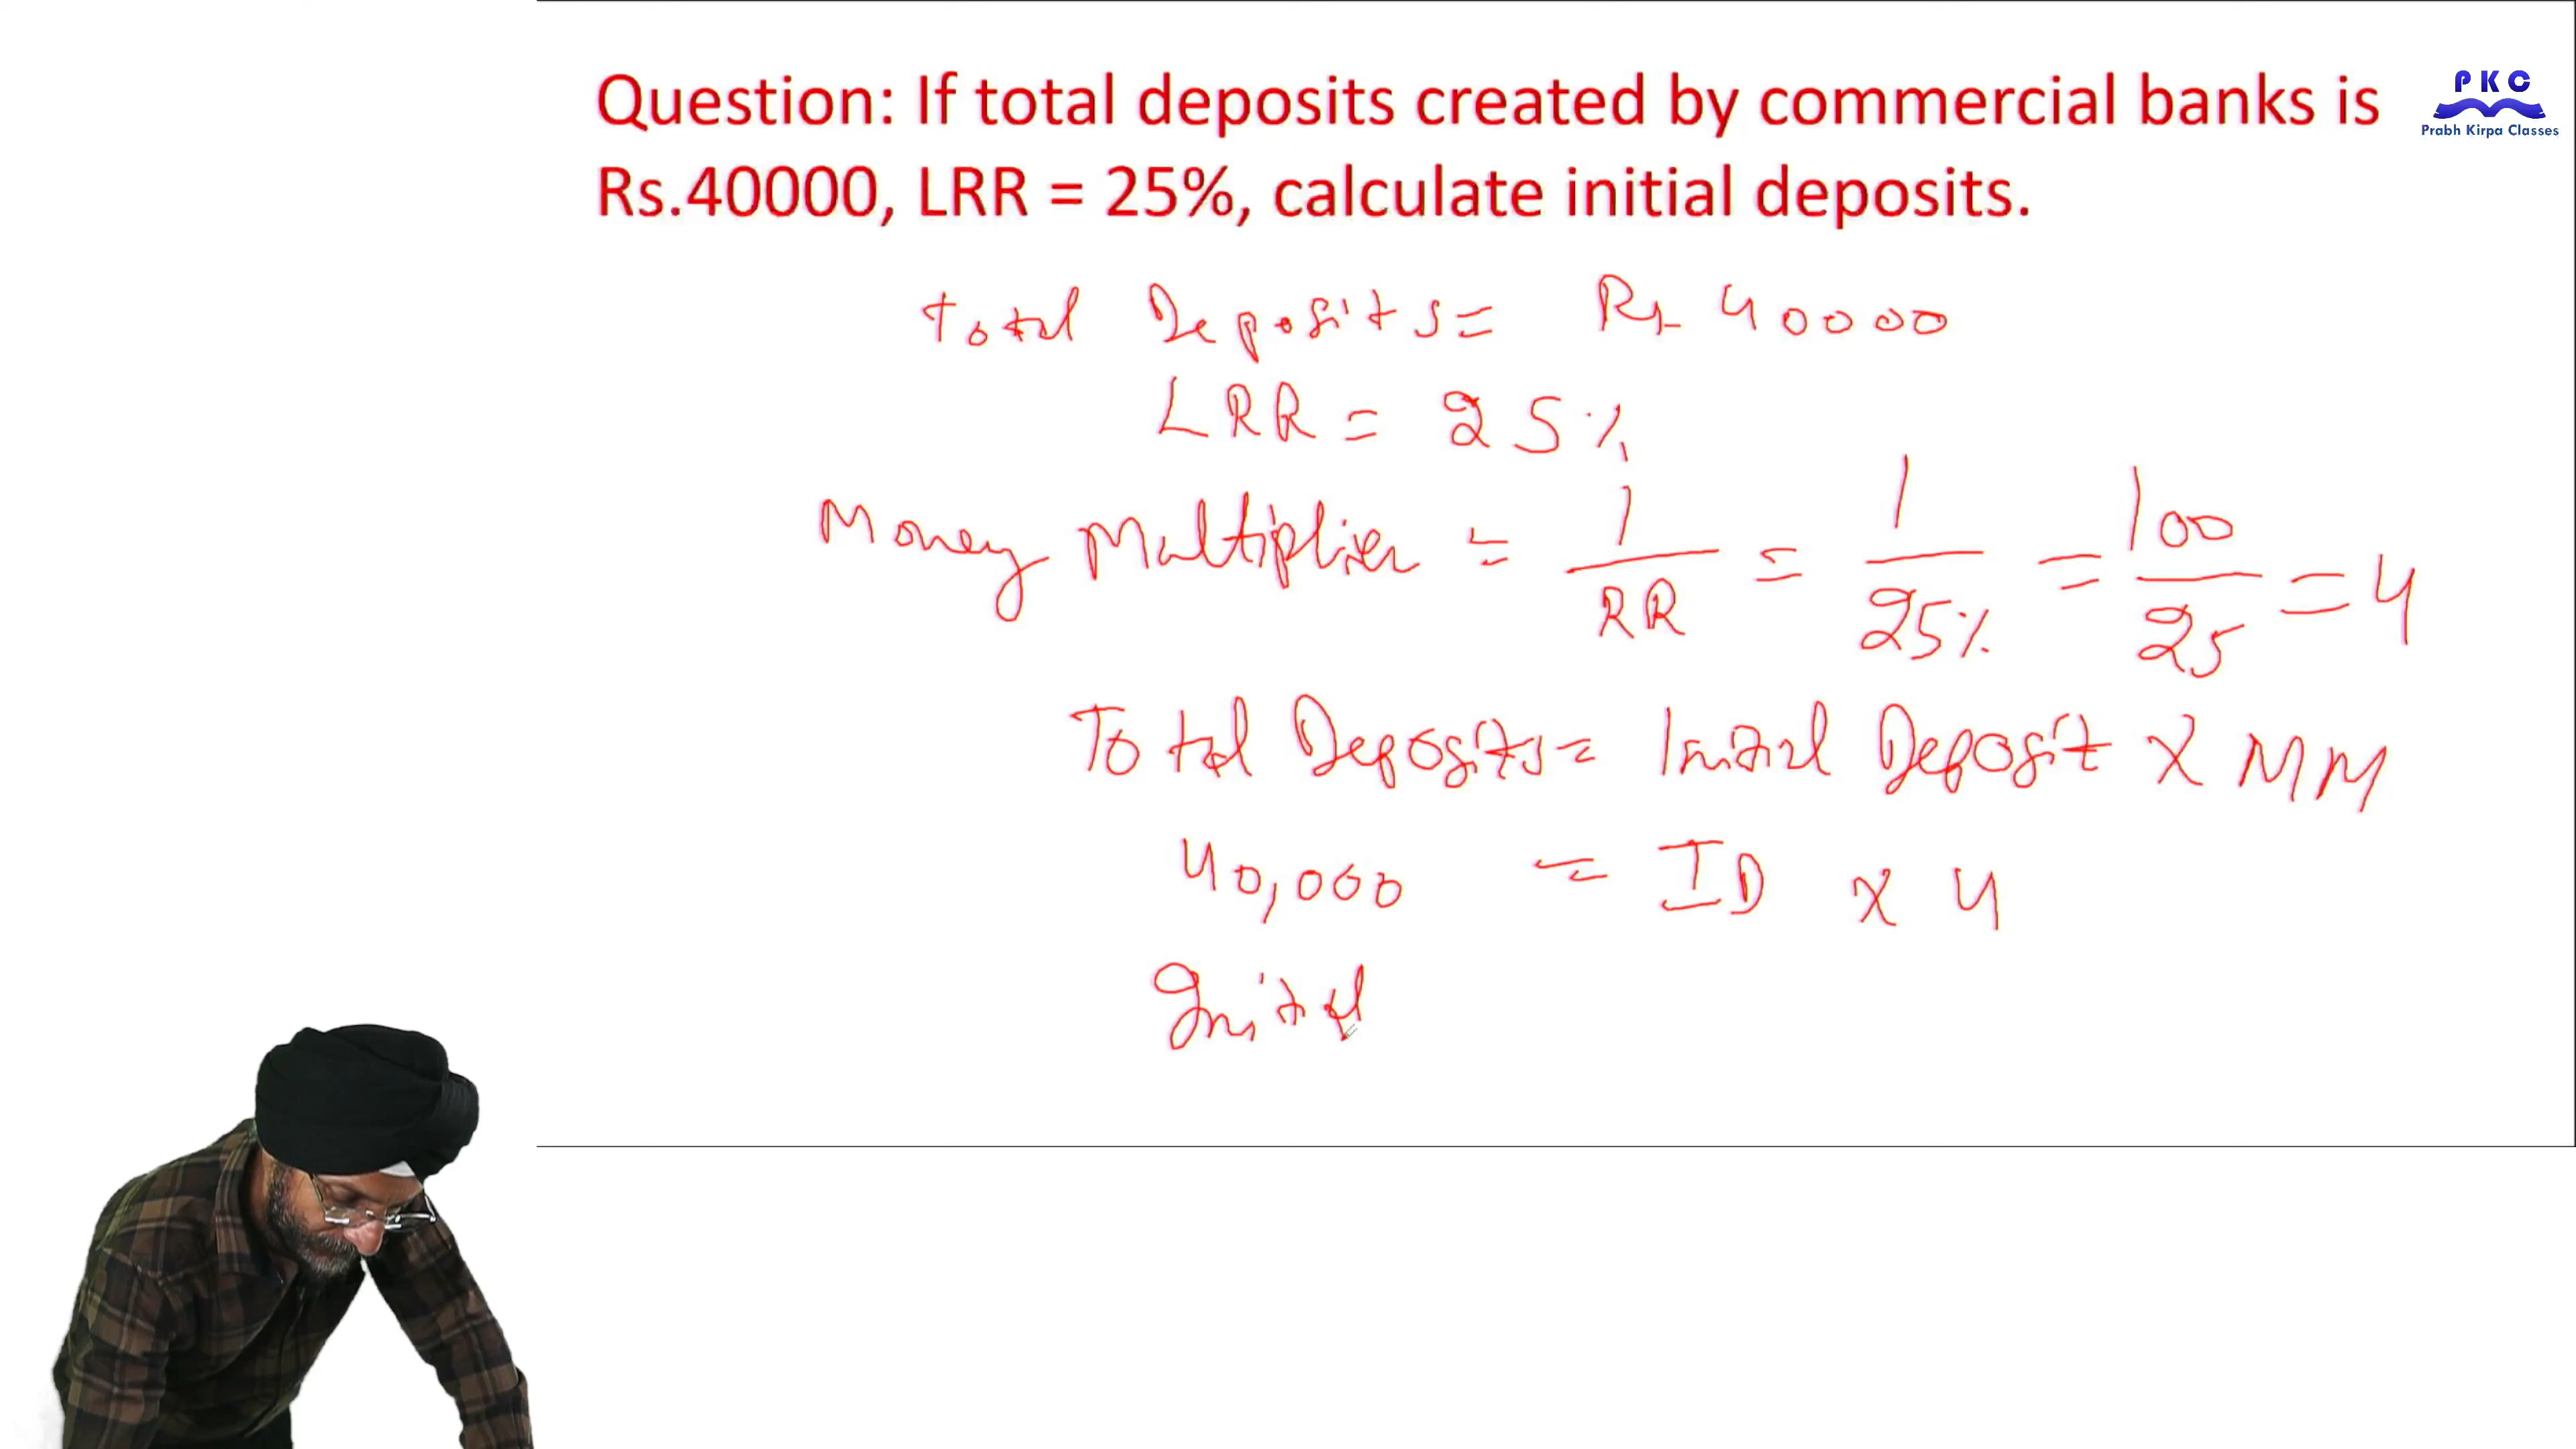 Question: If total deposits created by commercial banks is
Rs.40000, LRR = 25%, calculate initial deposits.
PKC
Prabh Kirpa Classes
Total Deposits = Rs 40000
LRR = 25%
Money Multiplier = 1/RR = 1/25% = 100/25 = 4
Total Deposits = Initial Deposit X MM
40,000 = ID x 4
Initial